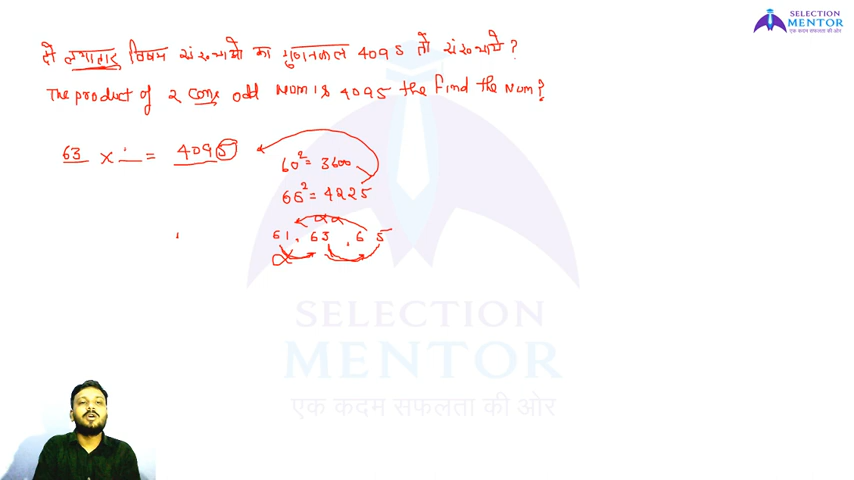 SELECTION
MENTOR
एक कदम सफलता की ओर
दो लगातार विषम संख्याओ का गुणनफल 4095 तो संख्याये ?
The product of 2 cons odd num is 4095 the find the num?
63 × _ = 4095
60² = 3600
65² = 4225
61, 63, 65
SELECTION
MENTOR
एक कदम सफलता की ओर